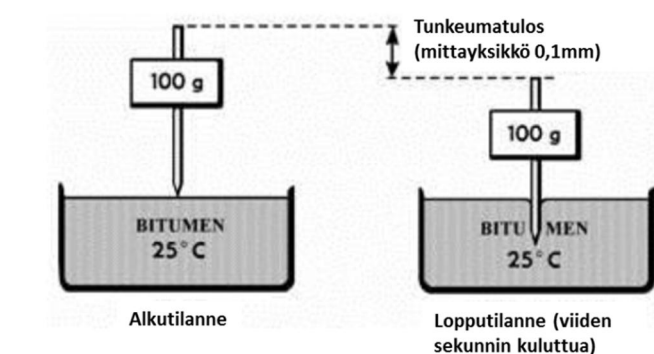 Tunkeumatulos
(mittayksikkö 0,1mm)
100 g
100 g
BITUMEN
25° C
BITU MEN
25° C
Alkutilanne
Lopputilanne (viiden
sekunnin kuluttua)